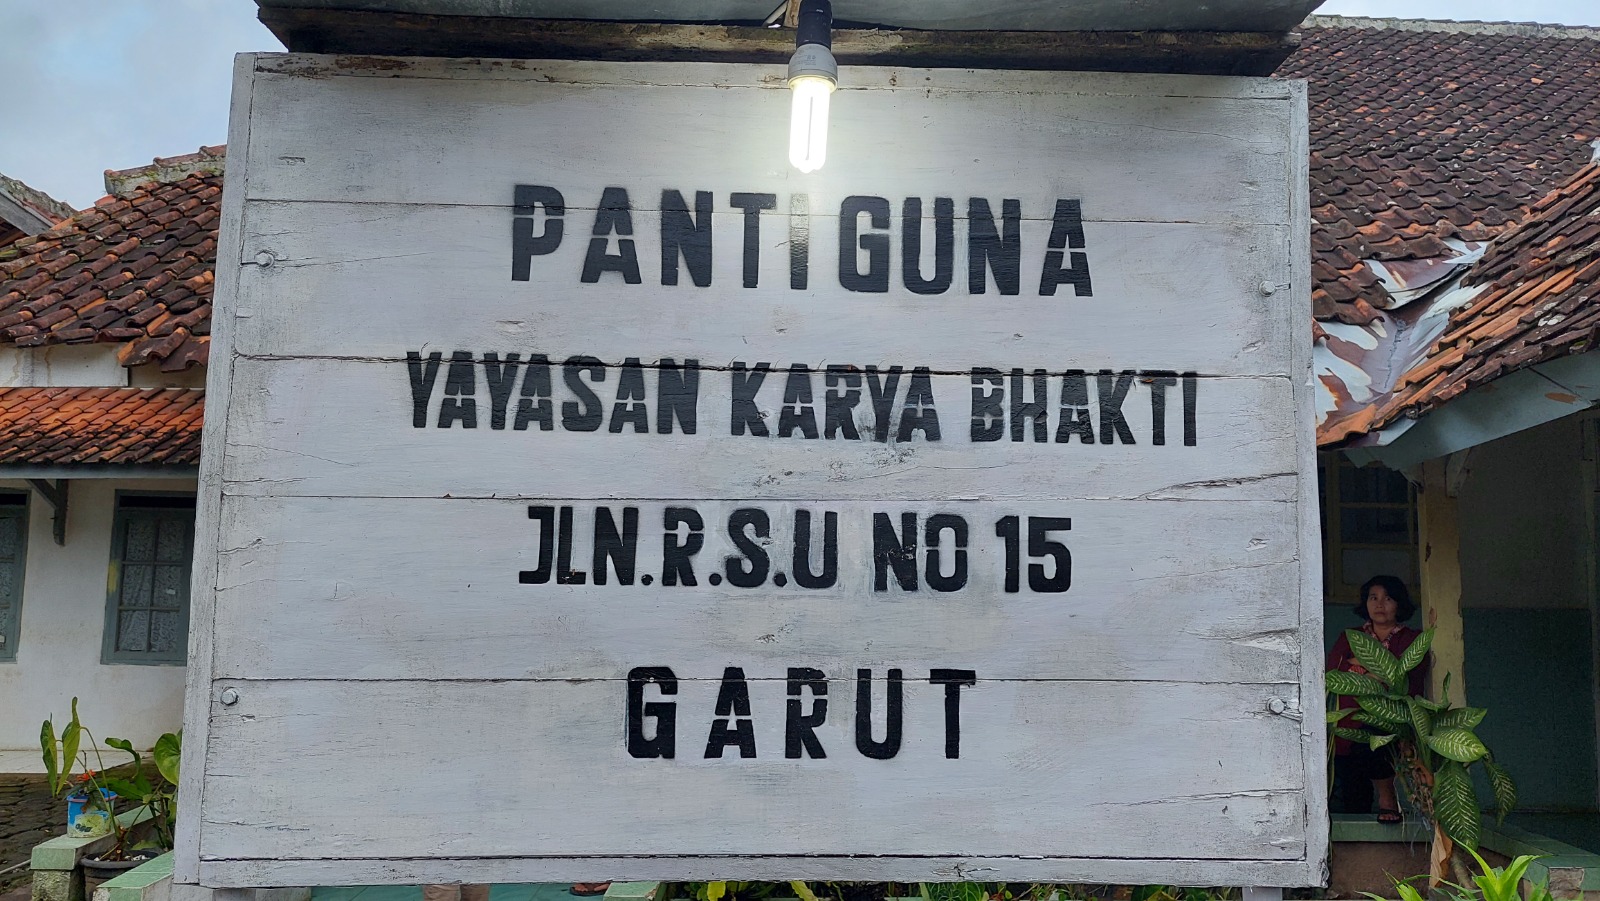 PANTI GUNA
YAYASAN KARYA BHAKTI
JLN.R.S.U NO 15
GARUT